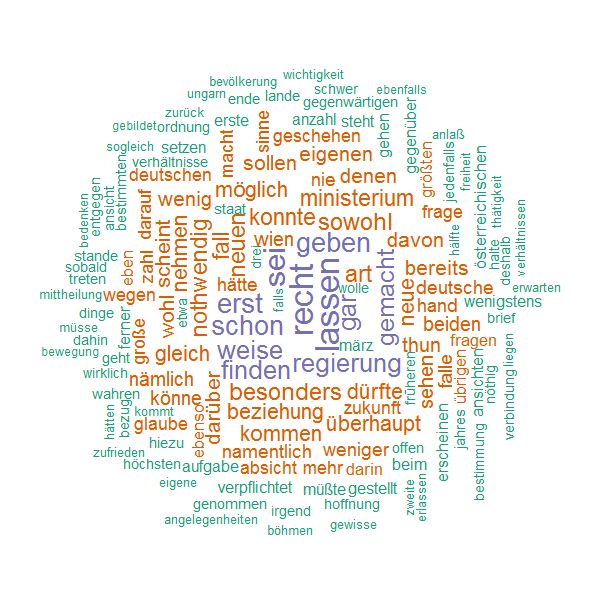 wichtigkeit
bevölkerung
schwer
ebenfalls
ungarn
ende
lande
gegenwärtigen
zurück
erste
anzahl
steht
gehen
gegenüber
gebildet
ordnung
macht
sinne
geschehen
anlaß
sogleich
setzen
sollen
eigenen
größten
jedenfalls
freiheit
verhältnisse
deutschen
möglich
nie
denen
österreichischen
thätigkeit
bedenken
entgegen
ansicht
bestimmten
darauf
wenig
staat
konnte
ministerium
sowohl
frage
hälfte
halte
deshalb
verhältnissen
stande
eben
zahl
scheint
nehmen
nothwendig
fall
neuen
wien
drei
sei
geben
davon
sobald
treten
hätte
falls
recht
lassen
wolle
art
gar
gemacht
bereits
neue
deutsche
erwarten
mittheilung
wegen
etwa
erst
hand
wenigstens
dinge
ferner
große
wohl
schon
beiden
brief
müsse
dahin
weise
märz
thun
fragen
bewegung
geht
gleich
finden
regierung
früheren
sehen
falle
übrigen
ansichten
nöthig
verbindung
liegen
wirklich
nämlich
besonders
dürfte
wahren
könne
darüber
beziehung
zukunft
hätten
bezug
kommt
glaube
ebenso
kommen
überhaupt
erscheinen
jahres
bestimmung
hiezu
namentlich
weniger
offen
zufrieden
höchsten
aufgabe
absicht
mehr
darin
beim
eigene
verpflichtet
müßte
gestellt
zweite
erlassen
genommen
irgend
hoffnung
angelegenheiten
böhmen
gewisse